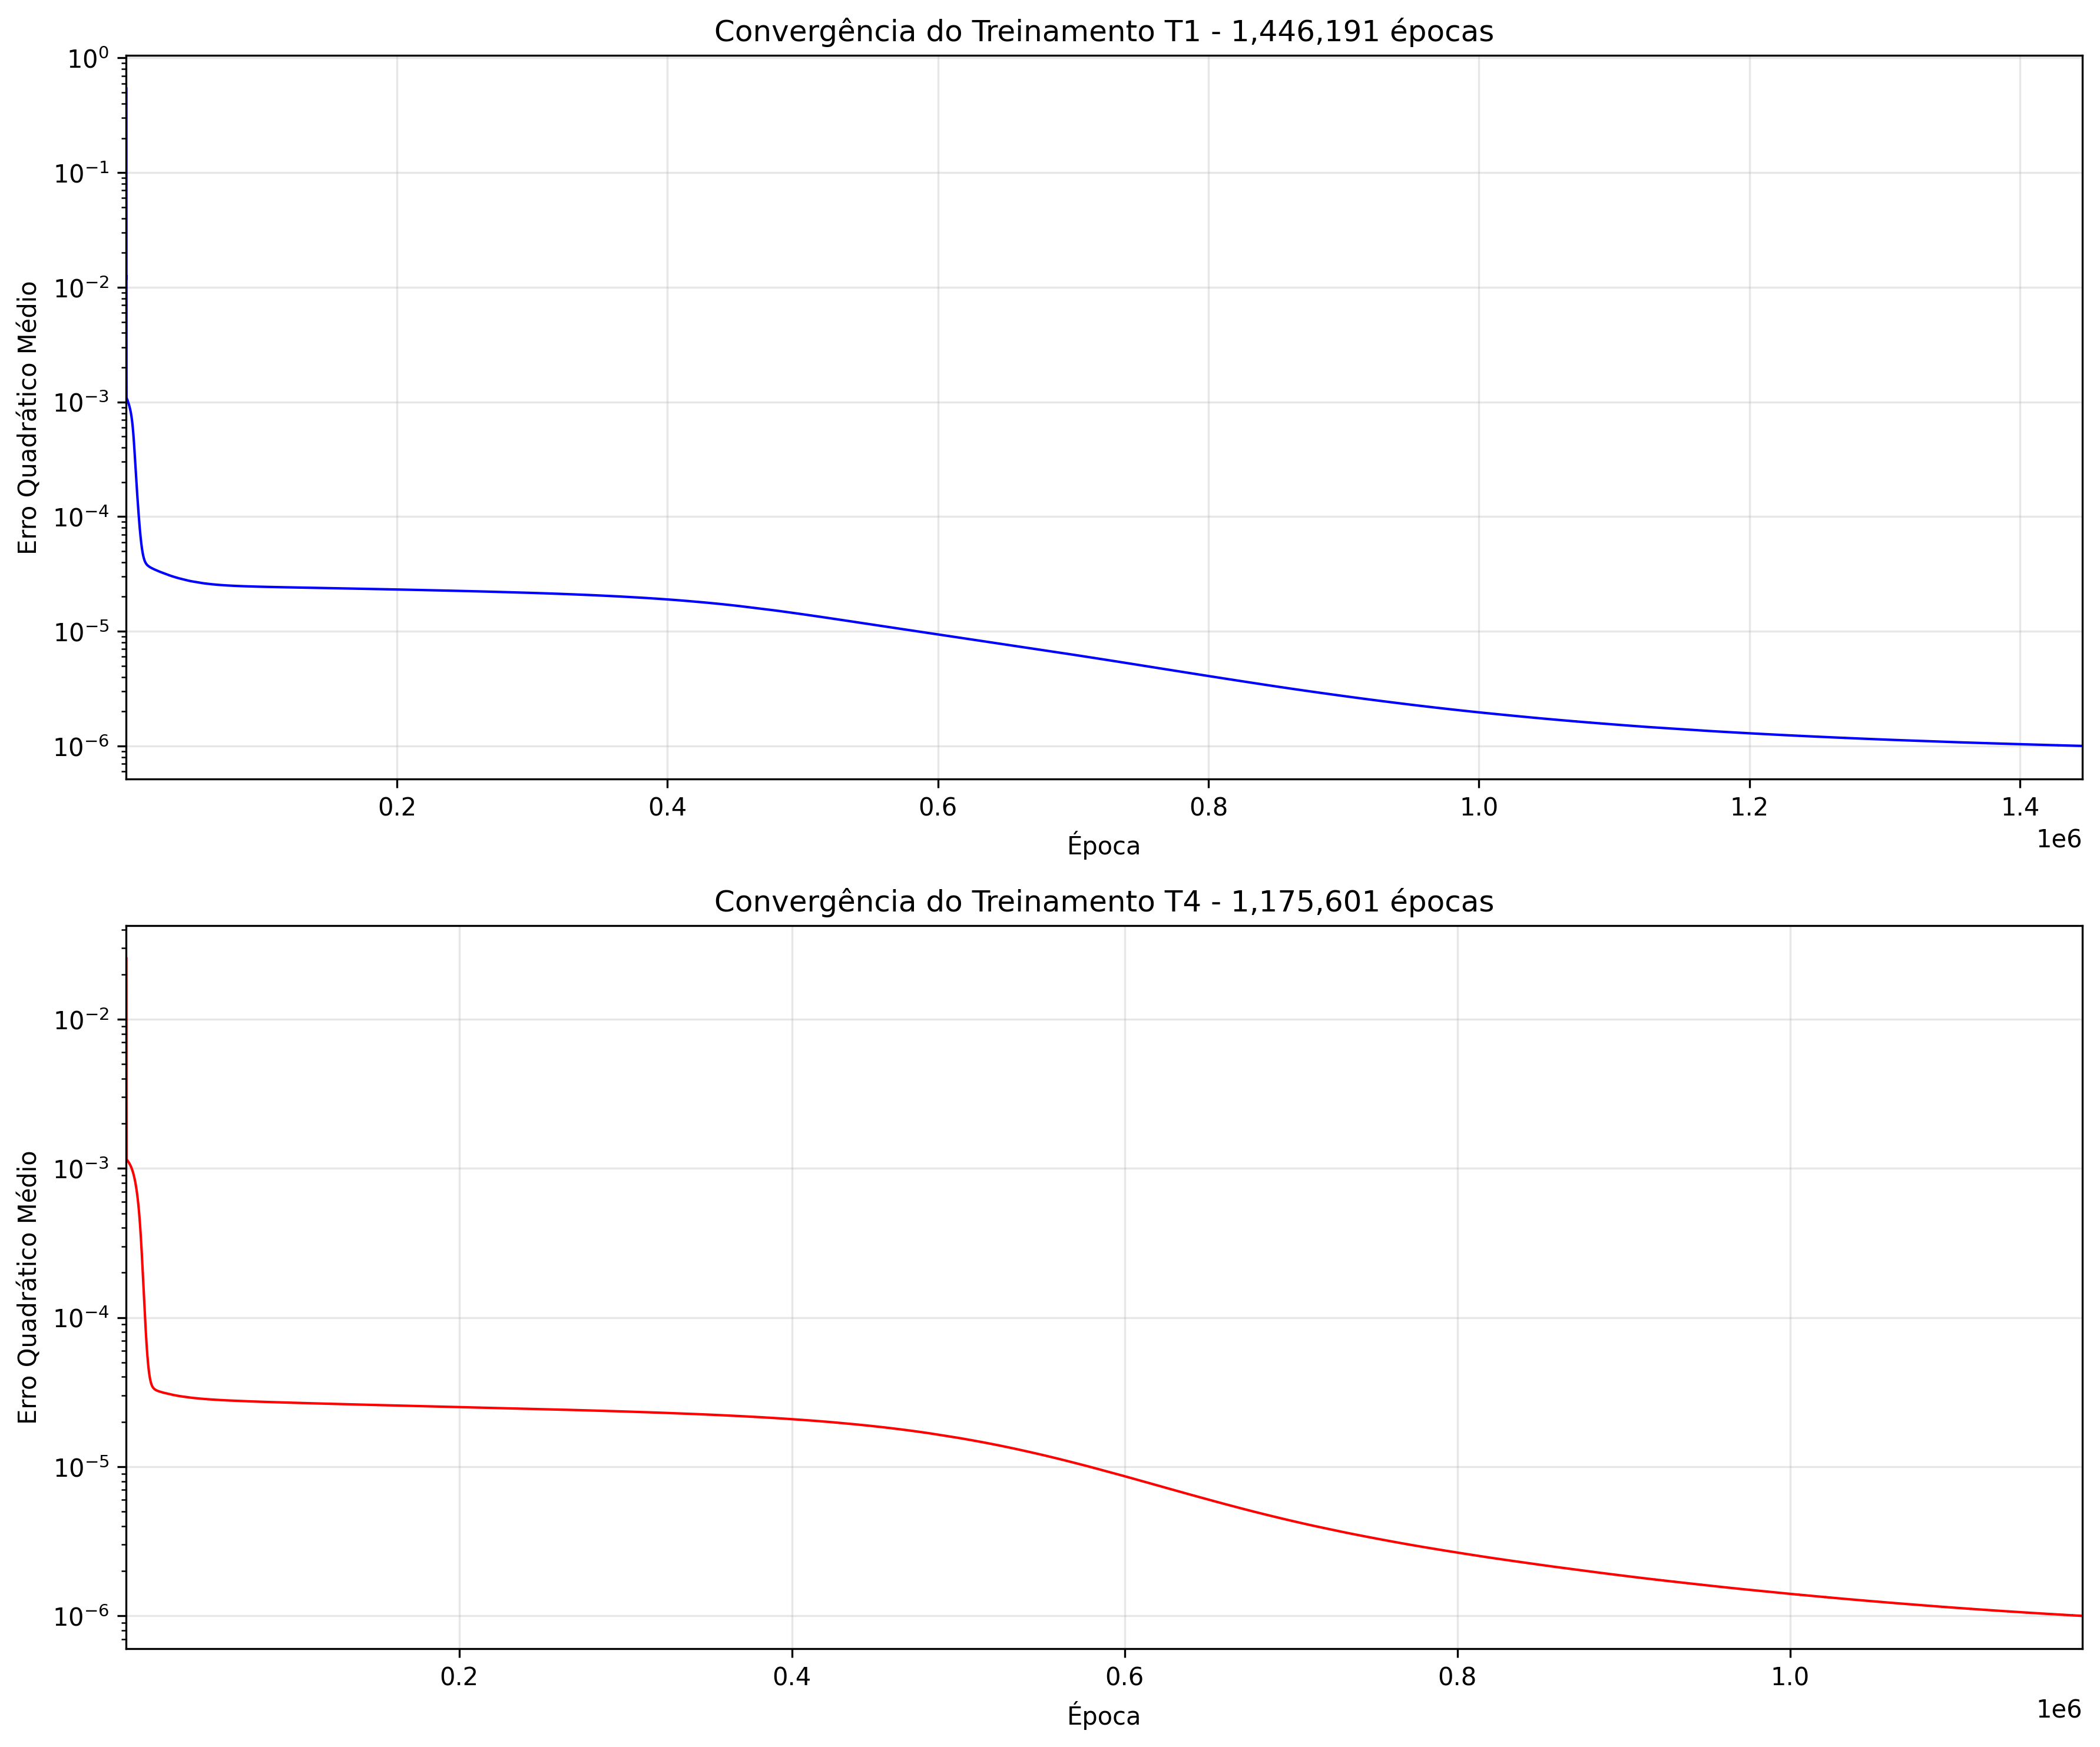 Convergência do Treinamento T1 - 1,446,191 épocas
Erro Quadrático Médio
10⁰
10⁻¹
10⁻²
10⁻³
10⁻⁴
10⁻⁵
10⁻⁶
0.2 0.4 0.6 0.8 1.0 1.2 1.4
1e6
Época
Convergência do Treinamento T4 - 1,175,601 épocas
Erro Quadrático Médio
10⁻²
10⁻³
10⁻⁴
10⁻⁵
10⁻⁶
0.2 0.4 0.6 0.8 1.0
1e6
Época